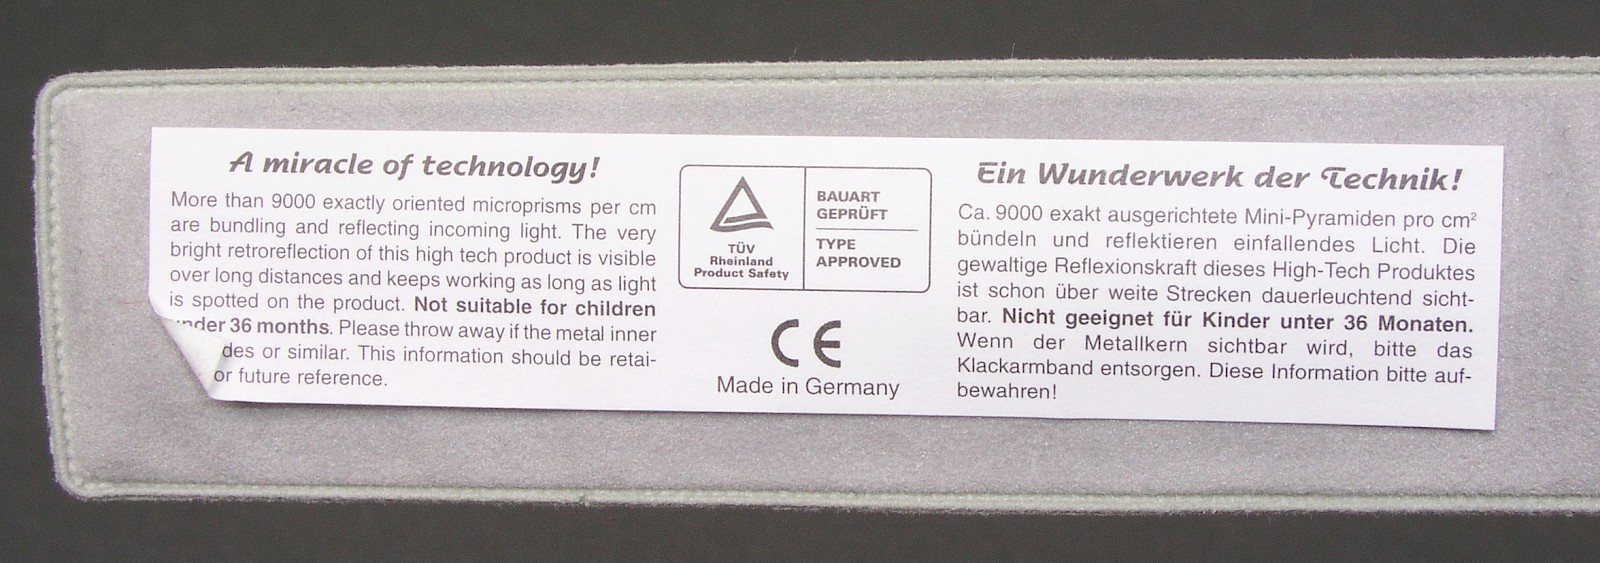 A miracle of technology!
More than 9000 exactly oriented microprisms per cm
are bundling and reflecting incoming light. The very
bright retroreflection of this high tech product is visible
over long distances and keeps working as long as light
is spotted on the product. Not suitable for children
under 36 months. Please throw away if the metal inner
des or similar. This information should be retai-
or future reference.
TÜV
Rheinland
Product Safety
BAUART
GEPRÜFT
TYPE
APPROVED
CE
Made in Germany
Ein Wunderwerk der Technik!
Ca. 9000 exakt ausgerichtete Mini-Pyramiden pro cm²
bündeln und reflektieren einfallendes Licht. Die
gewaltige Reflexionskraft dieses High-Tech Produktes
ist schon über weite Strecken dauerleuchtend sicht-
bar. Nicht geeignet für Kinder unter 36 Monaten.
Wenn der Metallkern sichtbar wird, bitte das
Klackarmband entsorgen. Diese Information bitte auf-
bewahren!